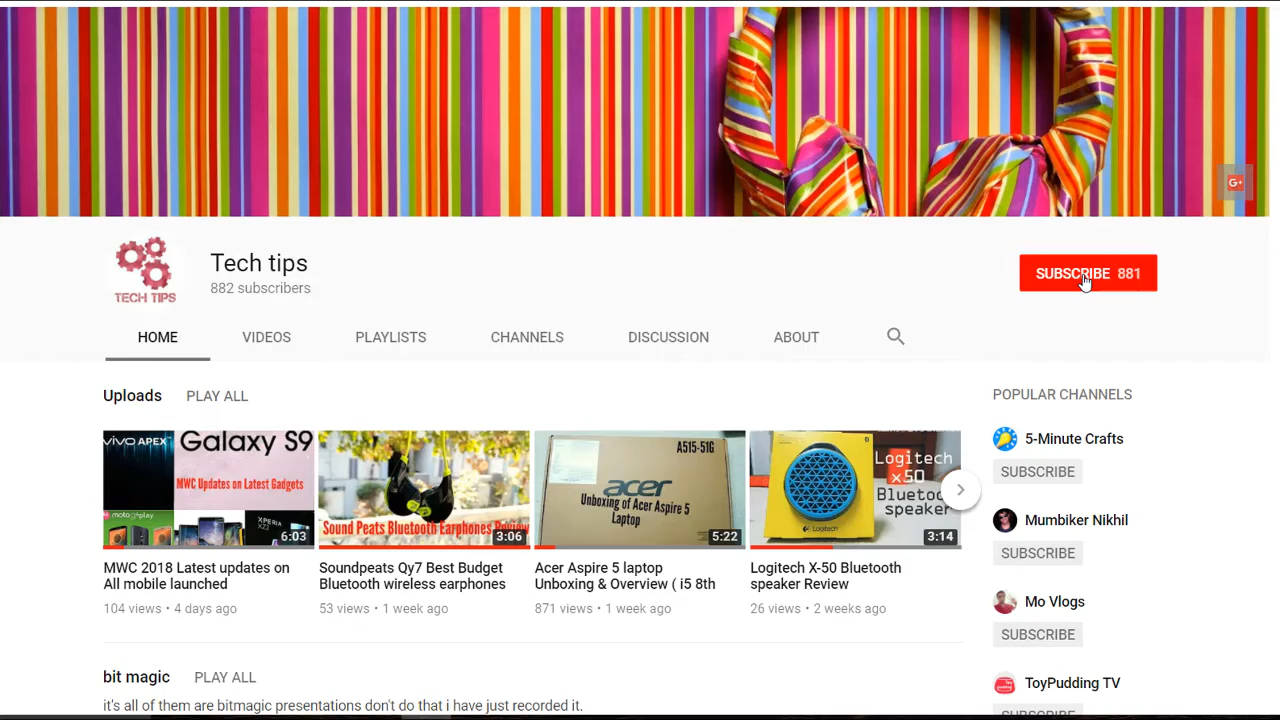 G+
TECH TIPS
Tech tips
882 subscribers
SUBSCRIBE 881
HOME VIDEOS PLAYLISTS CHANNELS DISCUSSION ABOUT
Uploads PLAY ALL
POPULAR CHANNELS
5-Minute Crafts
SUBSCRIBE
Mumbiker Nikhil
SUBSCRIBE
Mo Vlogs
SUBSCRIBE
ToyPudding TV
SUBSCRIBE
vivo APEX Galaxy S9
MWC Updates on Latest Gadgets
moto g6play
XPERIA
6:03
Sound Peats Bluetooth Earphones Review
3:06
A515-51G
acer
Unboxing of Acer Aspire 5
Laptop
5:22
Logitech
x50
Bluetoo
speaker
Logitech
3:14
MWC 2018 Latest updates on
All mobile launched
104 views • 4 days ago
Soundpeats Qy7 Best Budget
Bluetooth wireless earphones
53 views • 1 week ago
Acer Aspire 5 laptop
Unboxing & Overview ( i5 8th
871 views • 1 week ago
Logitech X-50 Bluetooth
speaker Review
26 views • 2 weeks ago
bit magic PLAY ALL
it's all of them are bitmagic presentations don't do that i have just recorded it.